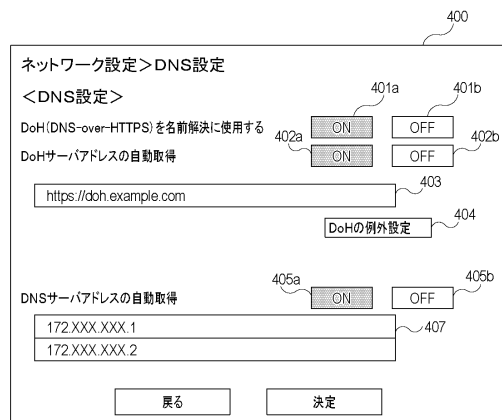 400
ネットワーク設定＞DNS設定
＜DNS設定＞
401a 401b
DoH(DNS-over-HTTPS)を名前解決に使用する ON OFF
402a 402b
DoHサーバアドレスの自動取得 ON OFF
403
https://doh.example.com
DoHの例外設定 404
405a 405b
DNSサーバアドレスの自動取得 ON OFF
172.XXX.XXX.1 407
172.XXX.XXX.2
戻る 決定